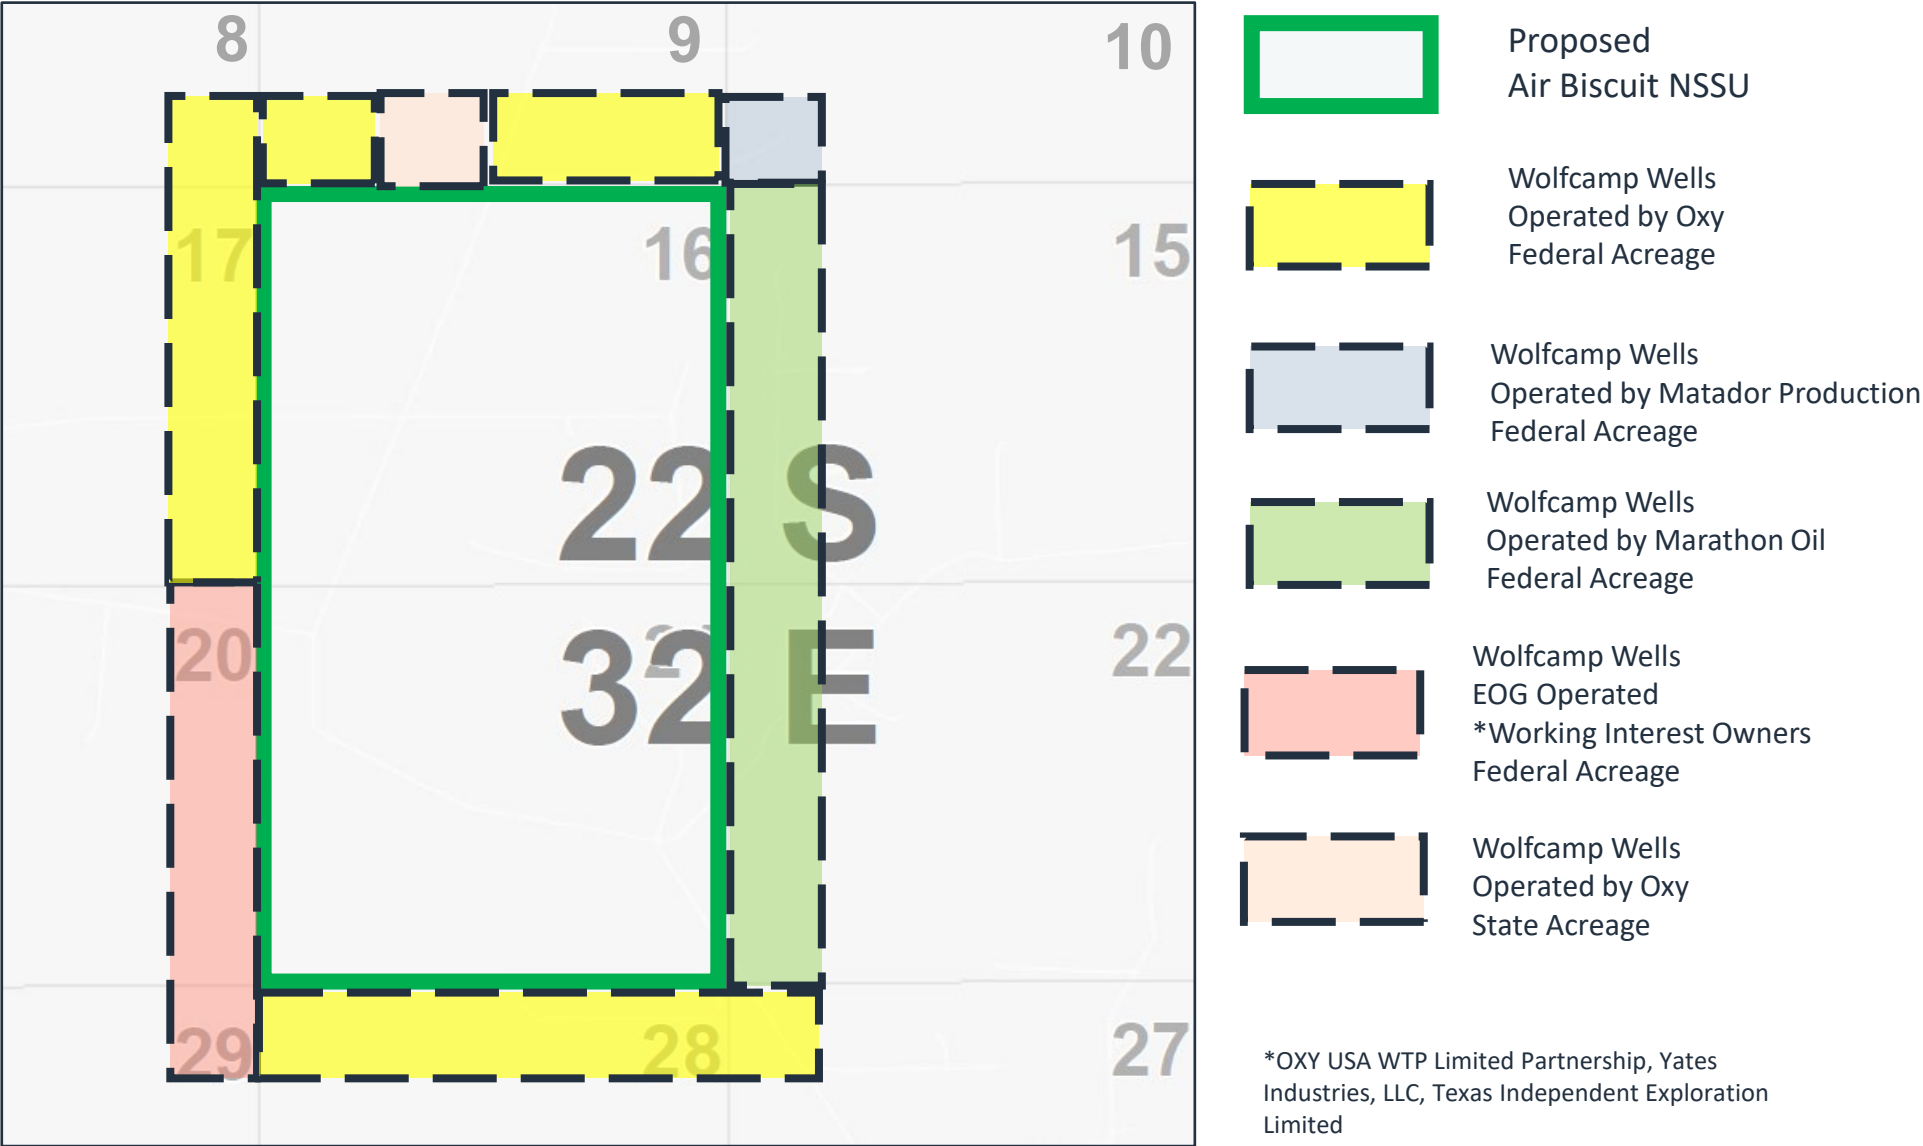 8
9
10
17
16
15
22 S
20
22
32 E
29
28
27
Proposed
Air Biscuit NSSU
Wolfcamp Wells
Operated by Oxy
Federal Acreage
Wolfcamp Wells
Operated by Matador Production
Federal Acreage
Wolfcamp Wells
Operated by Marathon Oil
Federal Acreage
Wolfcamp Wells
EOG Operated
*Working Interest Owners
Federal Acreage
Wolfcamp Wells
Operated by Oxy
State Acreage
*OXY USA WTP Limited Partnership, Yates
Industries, LLC, Texas Independent Exploration
Limited